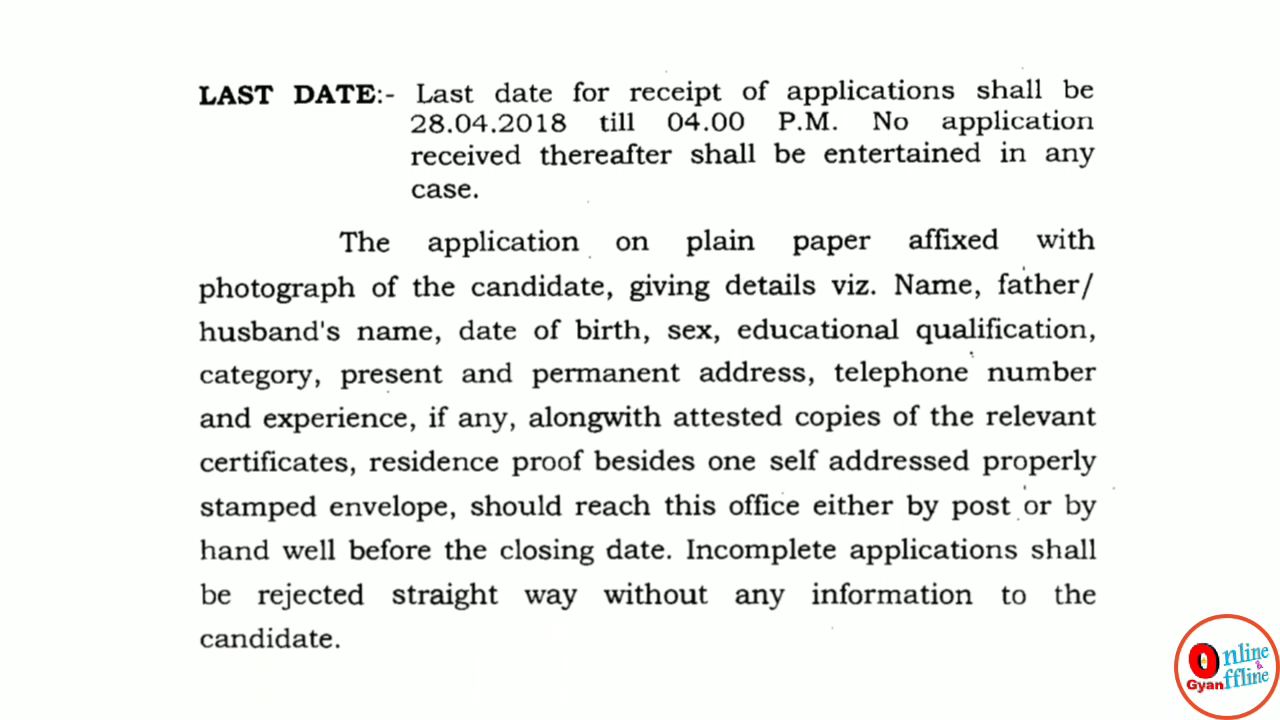 LAST DATE:- Last date for receipt of applications shall be
28.04.2018 till 04.00 P.M. No application
received thereafter shall be entertained in any
case.
The application on plain paper affixed with
photograph of the candidate, giving details viz. Name, father/
husband's name, date of birth, sex, educational qualification,
category, present and permanent address, telephone number
and experience, if any, alongwith attested copies of the relevant
certificates, residence proof besides one self addressed properly
stamped envelope, should reach this office either by post or by
hand well before the closing date. Incomplete applications shall
be rejected straight way without any information to the
candidate.
Online
&
Gyan Offline